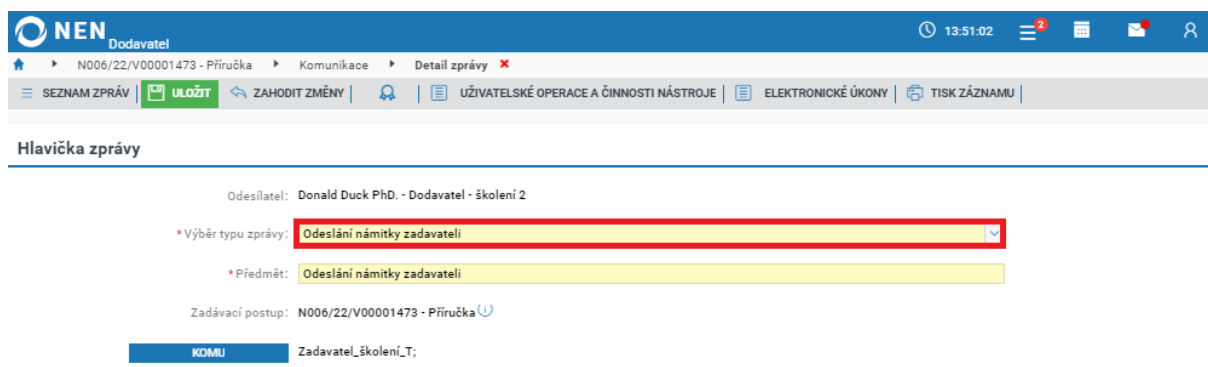 NEN Dodavatel 13:51:02 2
N006/22/V00001473 - Příručka Komunikace Detail zprávy
SEZNAM ZPRÁV ULOŽIT ZAHODIT ZMĚNY UŽIVATELSKÉ OPERACE A ČINNOSTI NÁSTROJE ELEKTRONICKÉ ÚKONY TISK ZÁZNAMU
Hlavička zprávy
Odesílatel: Donald Duck PhD. - Dodavatel - školení 2
*Výběr typu zprávy: Odeslání námitky zadavateli
*Předmět: Odeslání námitky zadavateli
Zadávací postup: N006/22/V00001473 - Příručka
KOMU Zadavatel_školení_T;